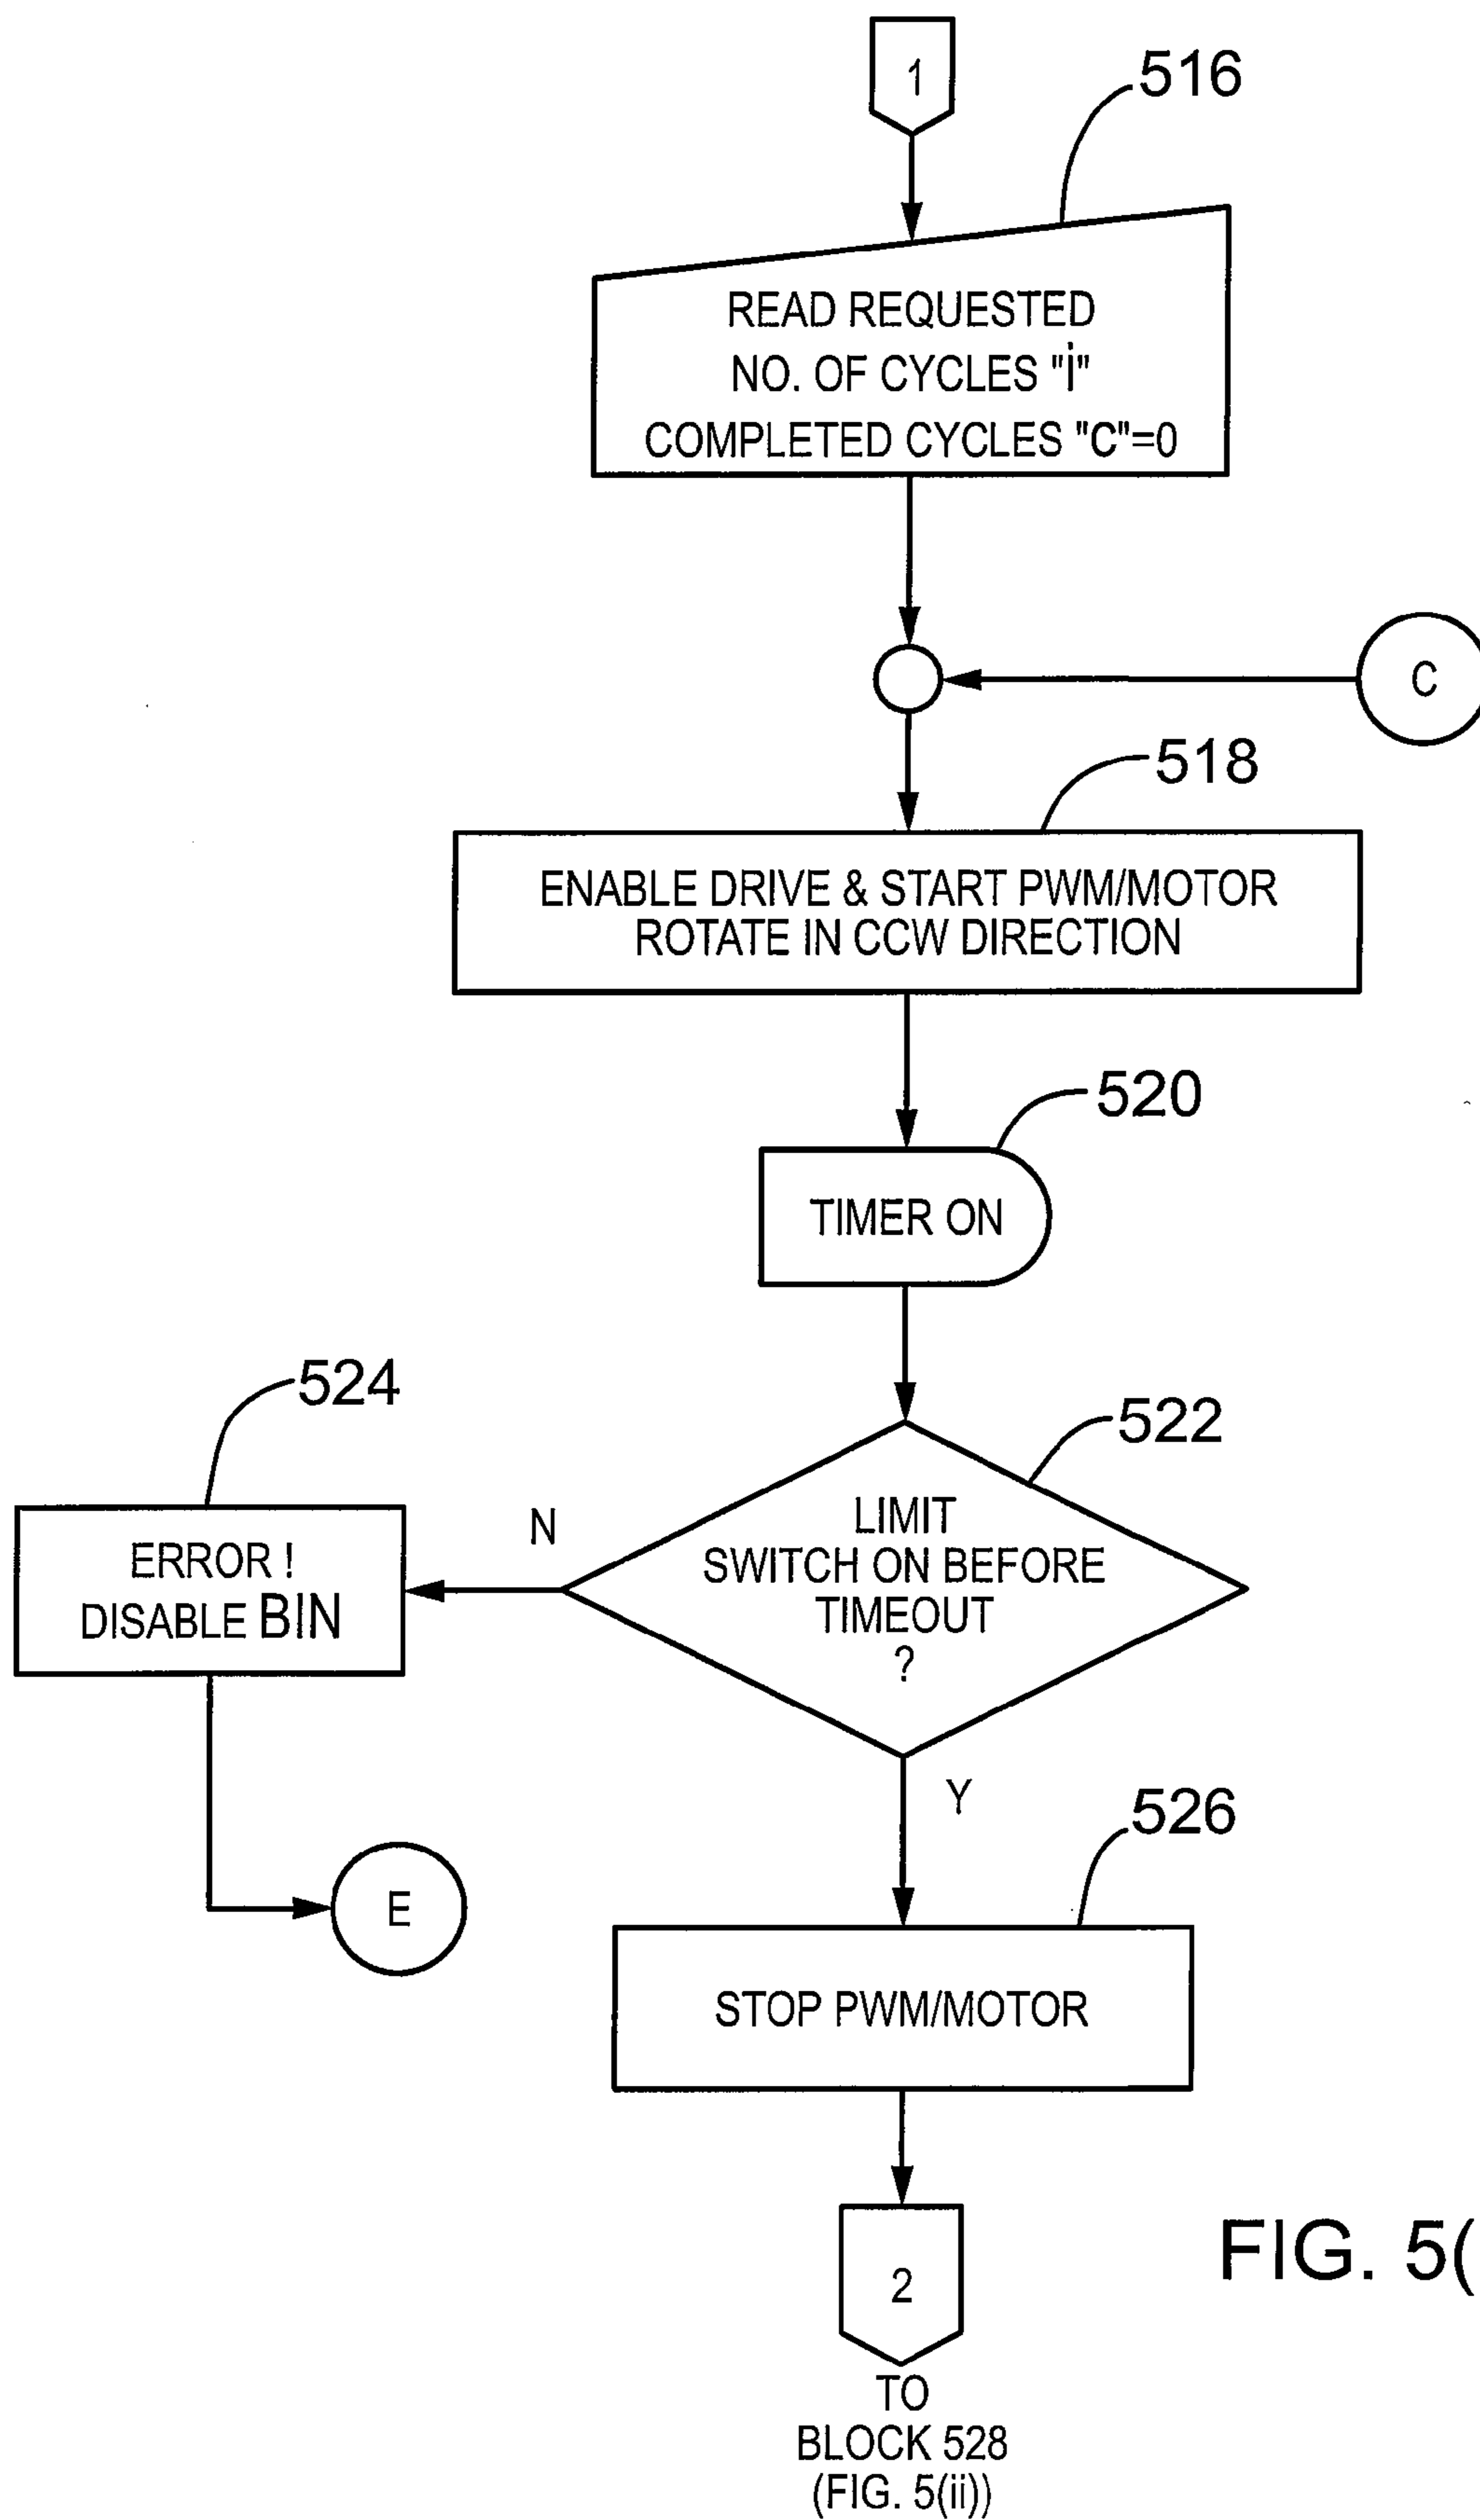 1
516
READ REQUESTED
NO. OF CYCLES "i"
COMPLETED CYCLES "C"=0
C
518
ENABLE DRIVE & START PWM/MOTOR
ROTATE IN CCW DIRECTION
520
TIMER ON
524
522
ERROR !
DISABLE BIN
N
LIMIT
SWITCH ON BEFORE
TIMEOUT
?
Y
526
E
STOP PWM/MOTOR
2
FIG. 5(
TO
BLOCK 528
(FIG. 5(ii))